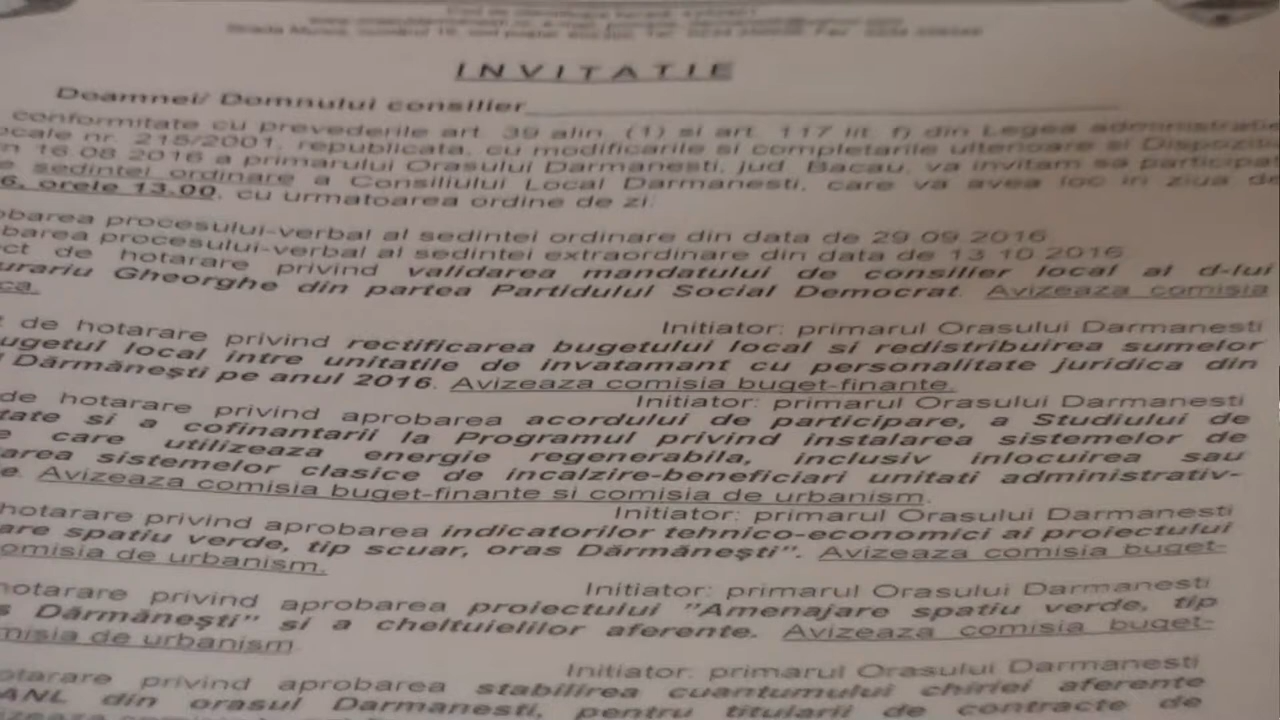 INVITATIE
Doamnei/ Domnului consilier
conformitate cu prevederile art. 39 alin. (1) si art. 117 lit. f) din Legea
nr. 215/2001, republicata, cu modificarile si completarile ulterioare si
16.08.2016 a primarului Orasului Darmanesti, jud. Bacau, va invitam sa
sedintei ordinare a Consiliului Local Darmanesti, care va avea loc in ziua de
6, orele 13.00, cu urmatoarea ordine de zi:
obarea procesului-verbal al sedintei ordinare din data de 29.09.2016
barea procesului-verbal al sedintei extraordinare din data de 13.10.2016.
ect de hotarare privind validarea mandatului de consilier local al d-lui
urariu Gheorghe din partea Partidului Social Democrat. Avizeaza comisia
ca.
Initiator: primarul Orasului Darmanesti
t de hotarare privind rectificarea bugetului local si redistribuirea sumelor
ugetul local intre unitatile de invatamant cu personalitate juridica din
l Dărmănești pe anul 2016. Avizeaza comisia buget-finante.
Initiator: primarul Orasului Darmanesti
de hotarare privind aprobarea acordului de participare, a Studiului de
tate si a cofinantarii la Programul privind instalarea sistemelor de
e care utilizeaza energie regenerabila, inclusiv inlocuirea sau
area sistemelor clasice de incalzire-beneficiari unitati administrativ-
e. Avizeaza comisia buget-finante si comisia de urbanism.
Initiator: primarul Orasului Darmanesti
hotarare privind aprobarea indicatorilor tehnico-economici ai proiectului
are spatiu verde, tip scuar, oras Dărmănești". Avizeaza comisia buget-
omisia de urbanism.
Initiator: primarul Orasului Darmanesti
hotarare privind aprobarea proiectului "Amenajare spatiu verde, tip
s Dărmănești" si a cheltuielilor aferente. Avizeaza comisia buget-
misia de urbanism
Initiator: primarul Orasului Darmanesti
otarare privind aprobarea stabilirea cuantumului chiriei aferente
ANL din orasul Darmanesti, pentru titularii de contracte de